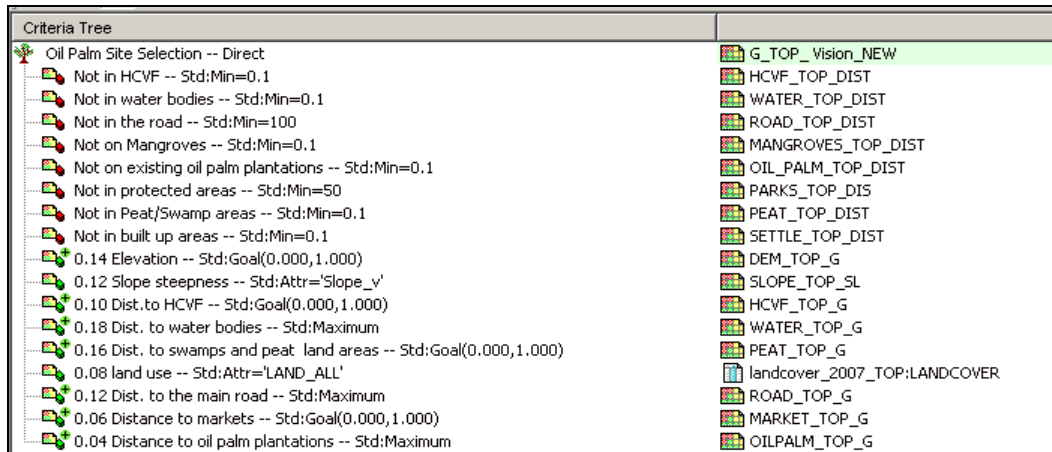 Criteria Tree
Oil Palm Site Selection -- Direct G_TOP_ Vision_NEW
Not in HCVF -- Std:Min=0.1 HCVF_TOP_DIST
Not in water bodies -- Std:Min=0.1 WATER_TOP_DIST
Not in the road -- Std:Min=100 ROAD_TOP_DIST
Not on Mangroves -- Std:Min=0.1 MANGROVES_TOP_DIST
Not on existing oil palm plantations -- Std:Min=0.1 OIL_PALM_TOP_DIST
Not in protected areas -- Std:Min=50 PARKS_TOP_DIS
Not in Peat/Swamp areas -- Std:Min=0.1 PEAT_TOP_DIST
Not in built up areas -- Std:Min=0.1 SETTLE_TOP_DIST
0.14 Elevation -- Std:Goal(0.000,1.000) DEM_TOP_G
0.12 Slope steepness -- Std:Attr='Slope_v' SLOPE_TOP_SL
0.10 Dist.to HCVF -- Std:Goal(0.000,1.000) HCVF_TOP_G
0.18 Dist. to water bodies -- Std:Maximum WATER_TOP_G
0.16 Dist. to swamps and peat land areas -- Std:Goal(0.000,1.000) PEAT_TOP_G
0.08 land use -- Std:Attr='LAND_ALL' landcover_2007_TOP:LANDCOVER
0.12 Dist. to the main road -- Std:Maximum ROAD_TOP_G
0.06 Distance to markets -- Std:Goal(0.000,1.000) MARKET_TOP_G
0.04 Distance to oil palm plantations -- Std:Maximum OILPALM_TOP_G